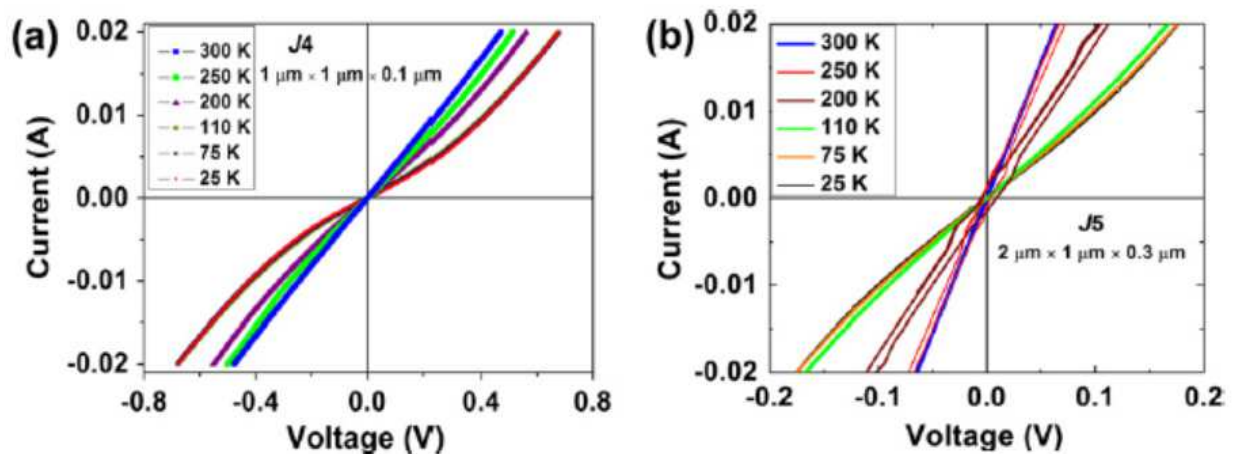 (a)
J4
1 μm × 1 μm × 0.1 μm
300 K
250 K
200 K
110 K
75 K
25 K
0.02
0.01
0.00
-0.01
-0.02
Current (A)
-0.8
-0.4
0.0
0.4
0.8
Voltage (V)
(b)
300 K
250 K
200 K
110 K
75 K
25 K
J5
2 μm × 1 μm × 0.3 μm
0.02
0.01
0.00
-0.01
-0.02
Current (A)
-0.2
-0.1
0.0
0.1
0.2
Voltage (V)